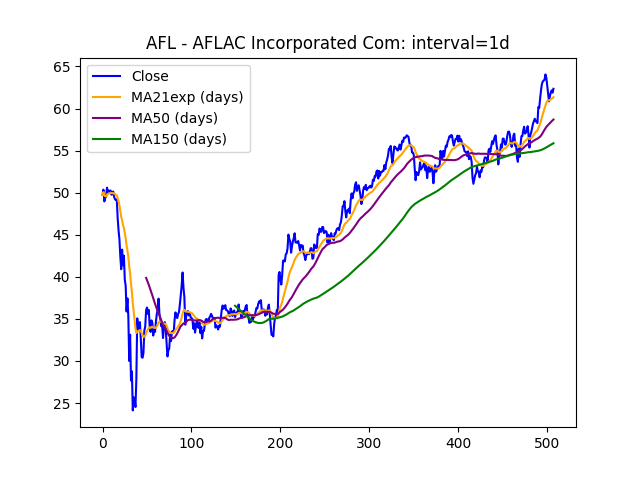 AFL - AFLAC Incorporated Com: interval=1d
Close
MA21exp (days)
MA50 (days)
MA150 (days)
65
60
55
50
45
40
35
30
25
0 100 200 300 400 500